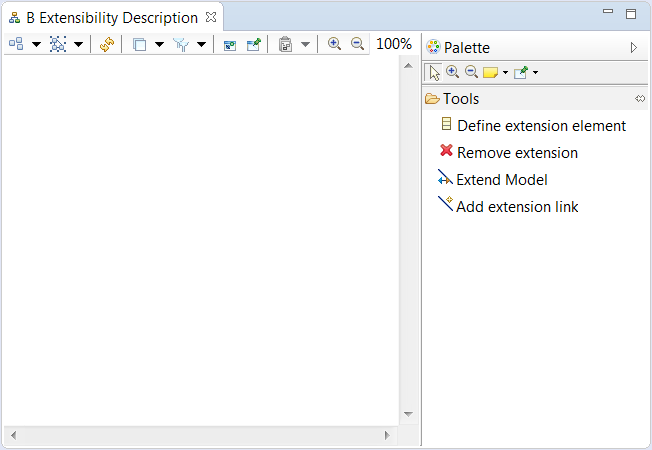 B Extensibility Description
100%
Palette
Tools
Define extension element
Remove extension
Extend Model
Add extension link